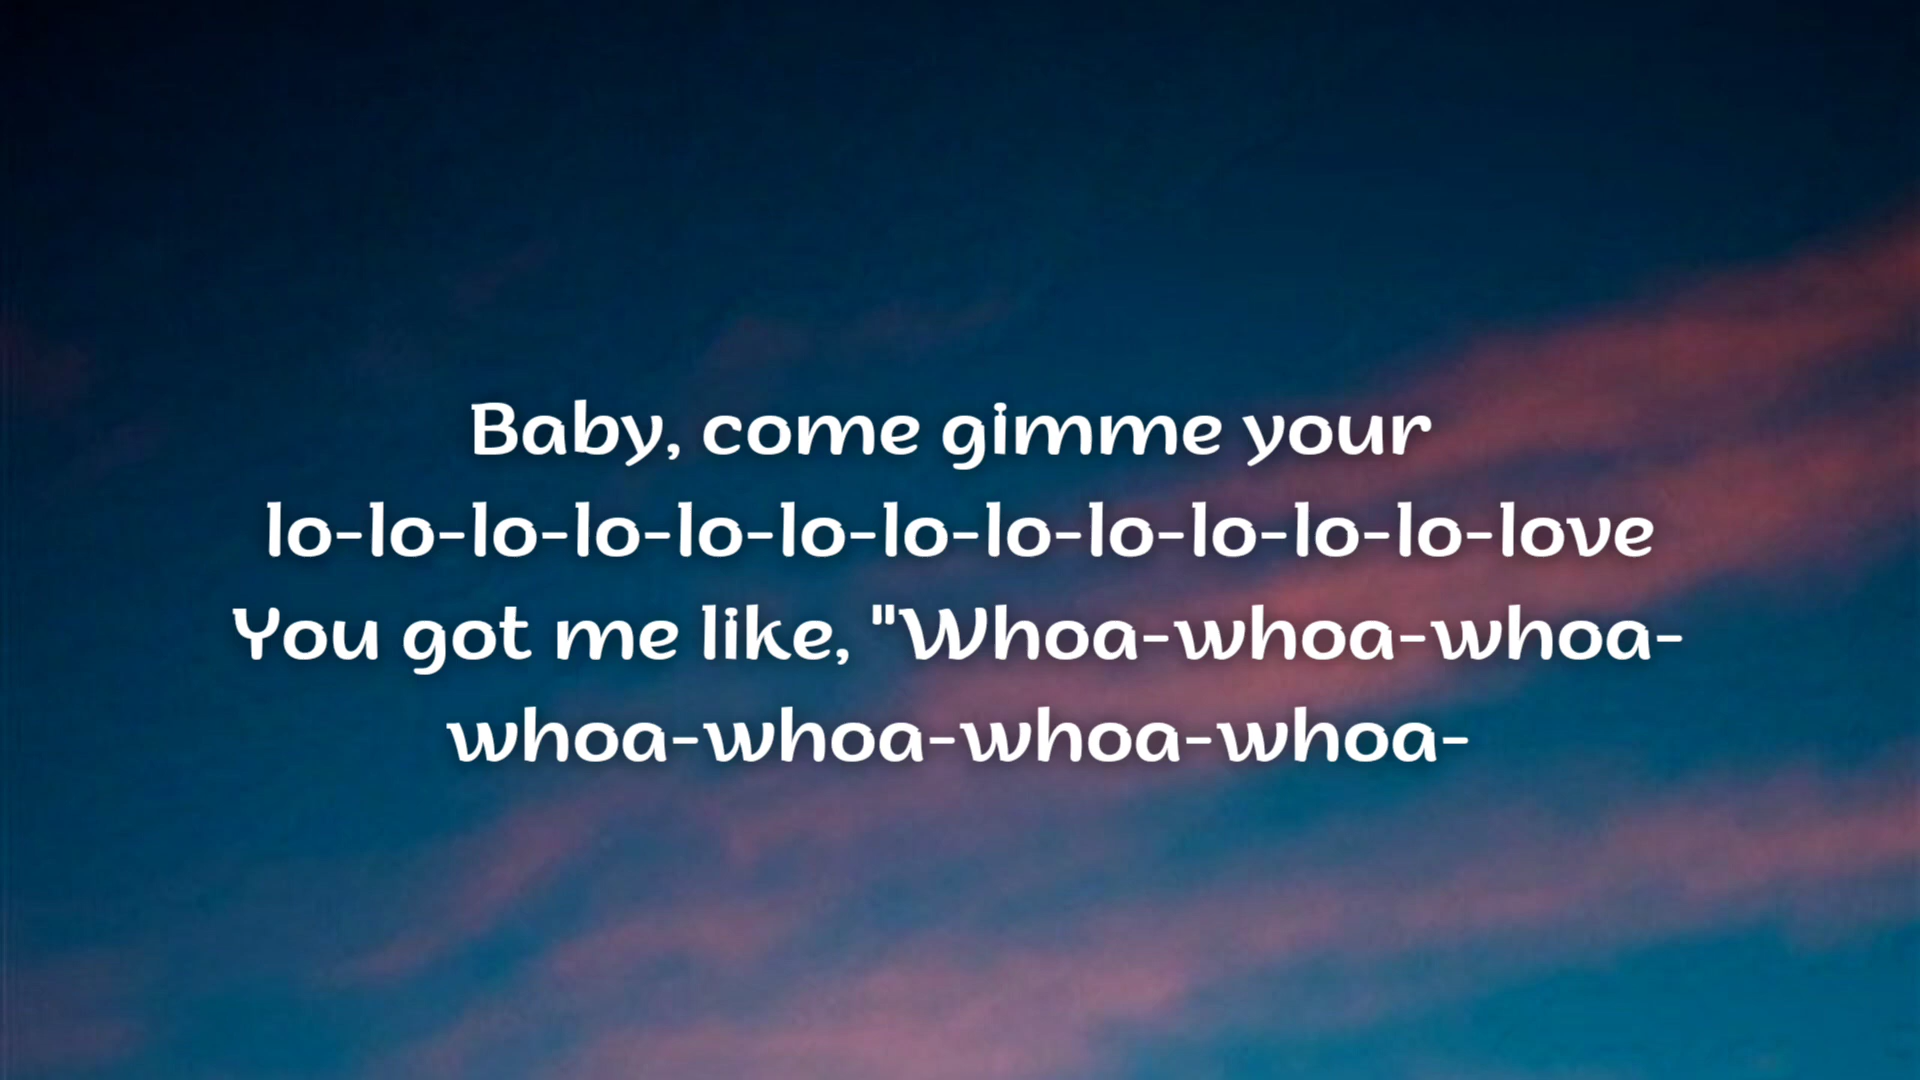 Baby, come gimme your
lo-lo-lo-lo-lo-lo-lo-lo-lo-lo-lo-lo-love
You got me like, "Whoa-whoa-whoa-
whoa-whoa-whoa-whoa-